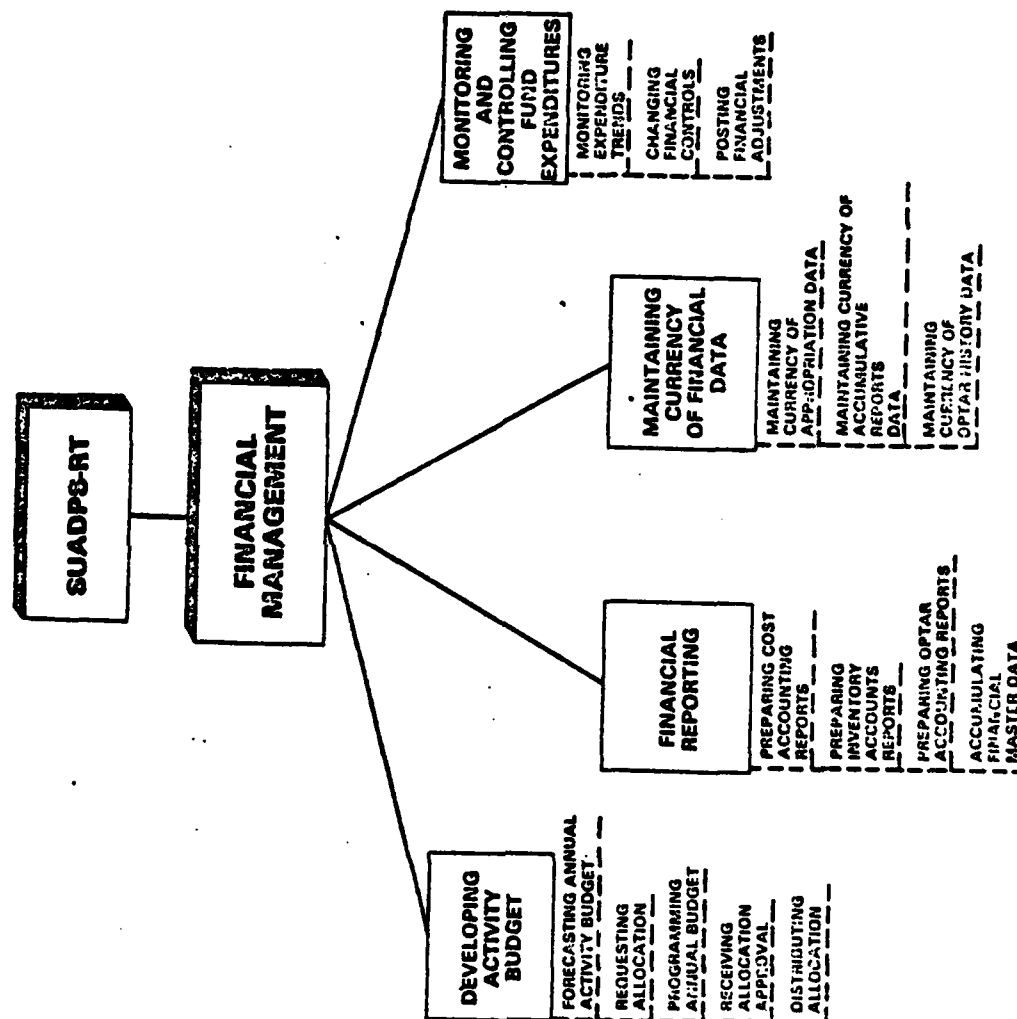 SUADPS-RT
FINANCIAL
MANAGEMENT
DEVELOPING
ACTIVITY
BUDGET
FORECASTING ANNUAL
ACTIVITY BUDGET
REQUESTING
ALLOCATION
PROGRAMMING
ANNUAL BUDGET
RECEIVING
ALLOCATION
APPROVAL
DISTRIBUTING
ALLOCATION
FINANCIAL
REPORTING
PREPARING COST
ACCOUNTING
REPORTS
PREPARING
INVENTORY
ACCOUNTS
REPORTS
PREPARING OPTAR
ACCOUNTING REPORTS
ACCUMULATING
FINANCIAL
MASTER DATA
MAINTAINING
CURRENCY
OF FINANCIAL
DATA
MAINTAINING
CURRENCY OF
APPROPRIATION DATA
MAINTAINING CURRENCY OF
ACCUMULATIVE
REPORTS
DATA
MAINTAINING
CURRENCY OF
OPTAR HISTORY DATA
MONITORING
AND
CONTROLLING
FUND
EXPENDITURES
MONITORING
EXPENDITURE
TRENDS
CHANGING
FINANCIAL
CONTROLS
POSTING
FINANCIAL
ADJUSTMENTS